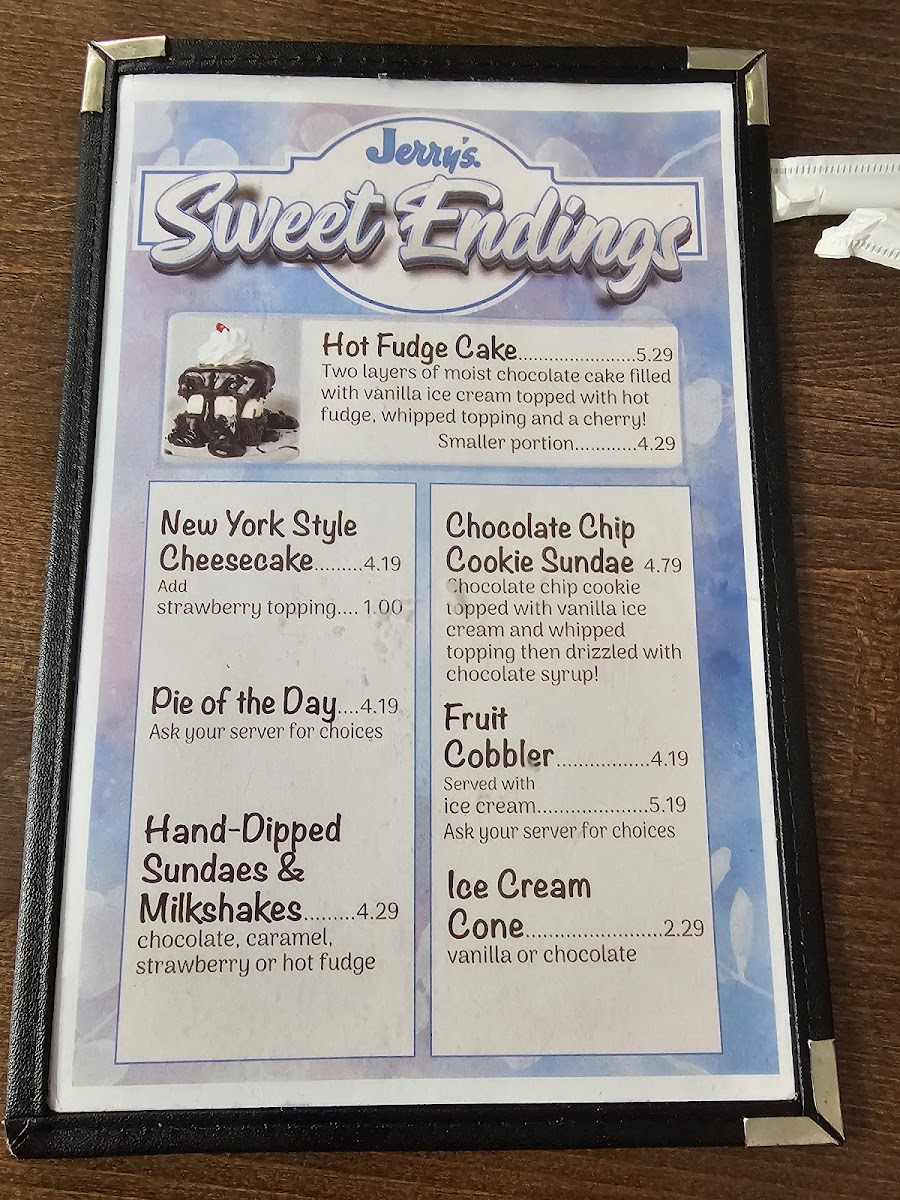 Jerry's.
Sweet Endings
Hot Fudge Cake......................5.29
Two layers of moist chocolate cake filled
with vanilla ice cream topped with hot
fudge, whipped topping and a cherry!
Smaller portion............4.29
New York Style
Cheesecake.........4.19
Add
strawberry topping.... 1.00
Pie of the Day....4.19
Ask your server for choices
Hand-Dipped
Sundaes &
Milkshakes.........4.29
chocolate, caramel,
strawberry or hot fudge
Chocolate Chip
Cookie Sundae 4.79
Chocolate chip cookie
topped with vanilla ice
cream and whipped
topping then drizzled with
chocolate syrup!
Fruit
Cobbler...............4.19
Served with
ice cream.....................5.19
Ask your server for choices
Ice Cream
Cone.......................2.29
vanilla or chocolate